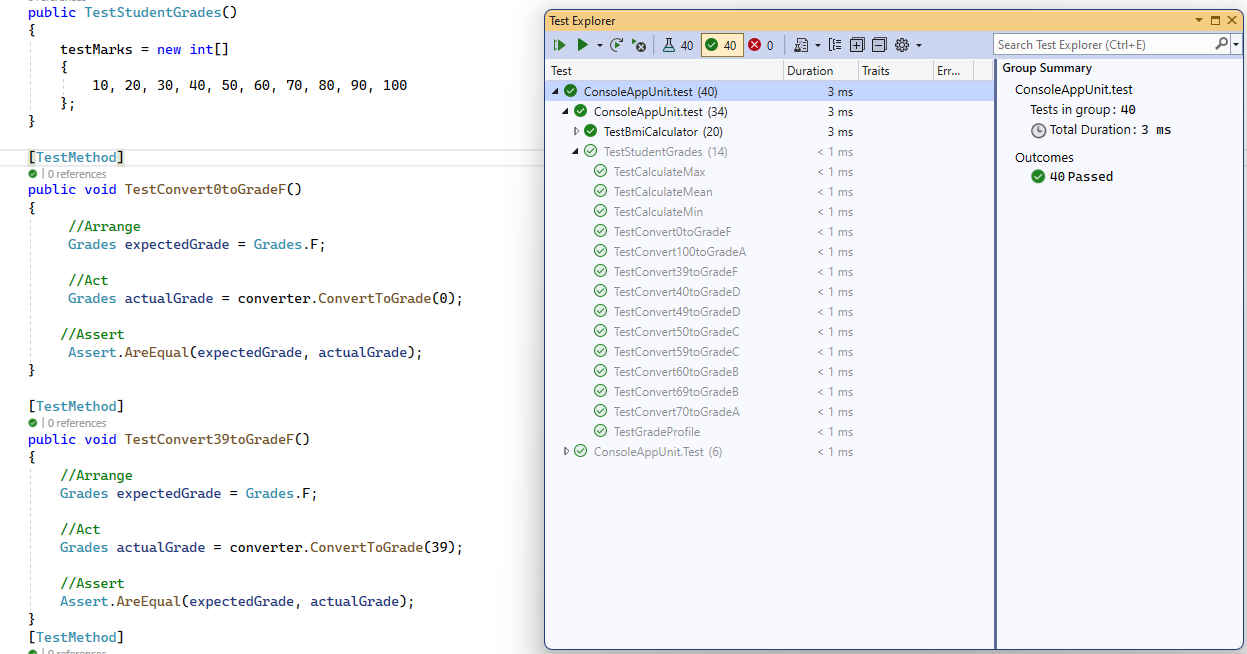 public TestStudentGrades()
{
testMarks = new int[]
{
10, 20, 30, 40, 50, 60, 70, 80, 90, 100
};
}
[TestMethod]
| 0 references
public void TestConvert0toGradeF()
{
//Arrange
Grades expectedGrade = Grades.F;
//Act
Grades actualGrade = converter.ConvertToGrade(0);
//Assert
Assert.AreEqual(expectedGrade, actualGrade);
}
[TestMethod]
| 0 references
public void TestConvert39toGradeF()
{
//Arrange
Grades expectedGrade = Grades.F;
//Act
Grades actualGrade = converter.ConvertToGrade(39);
//Assert
Assert.AreEqual(expectedGrade, actualGrade);
}
[TestMethod]
0 references
Test Explorer
40 40 0
Search Test Explorer (Ctrl+E)
Test Duration Traits Err...
ConsoleAppUnit.test (40) 3 ms
ConsoleAppUnit.test (34) 3 ms
TestBmiCalculator (20) 3 ms
TestStudentGrades (14) < 1 ms
TestCalculateMax < 1 ms
TestCalculateMean < 1 ms
TestCalculateMin < 1 ms
TestConvert0toGradeF < 1 ms
TestConvert100toGradeA < 1 ms
TestConvert39toGradeF < 1 ms
TestConvert40toGradeD < 1 ms
TestConvert49toGradeD < 1 ms
TestConvert50toGradeC < 1 ms
TestConvert59toGradeC < 1 ms
TestConvert60toGradeB < 1 ms
TestConvert69toGradeB < 1 ms
TestConvert70toGradeA < 1 ms
TestGradeProfile < 1 ms
ConsoleAppUnit.Test (6) < 1 ms
Group Summary
ConsoleAppUnit.test
Tests in group: 40
Total Duration: 3 ms
Outcomes
40 Passed